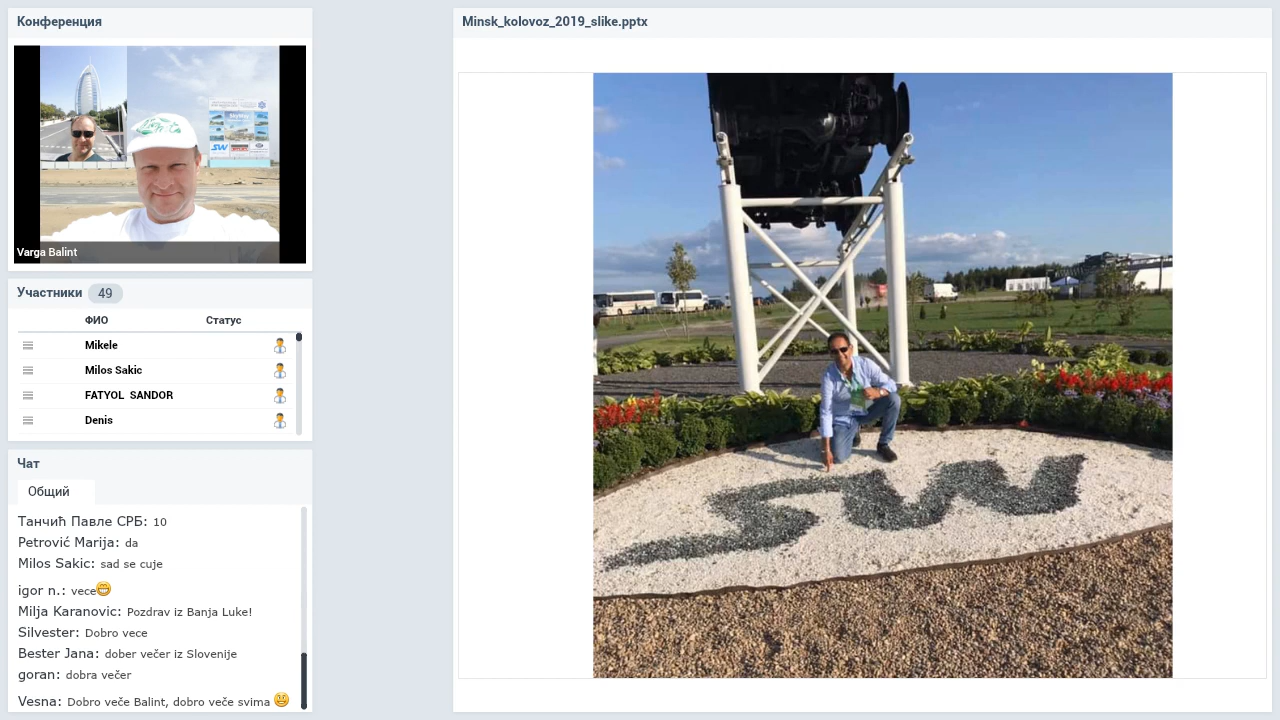 Конференция
SkyWay
SW
Varga Balint
Участники 49
ФИО Статус
Mikele
Milos Sakic
FATYOL SANDOR
Denis
Чат
Общий
Танчић Павле СРБ: 10
Petrović Marija: da
Milos Sakic: sad se cuje
igor n.: vece
Milja Karanovic: Pozdrav iz Banja Luke!
Silvester: Dobro vece
Bester Jana: dober večer iz Slovenije
goran: dobra večer
Vesna: Dobro veče Balint, dobro veče svima
Minsk_kolovoz_2019_slike.pptx
SW